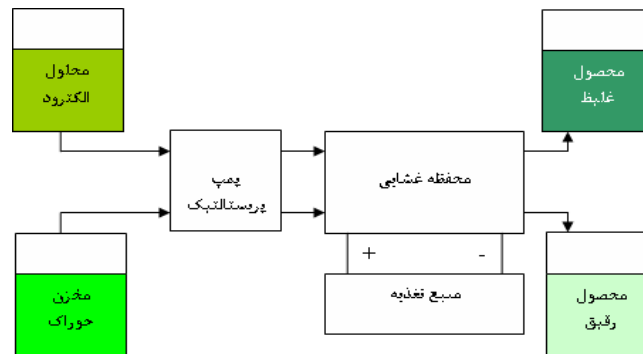 محلول
الکترود
محصول
غلیظ
پمپ
پریستالتیک
محفظه غشایی
+ -
مخزن
خوراک
منبع تغذیه
محصول
رقیق